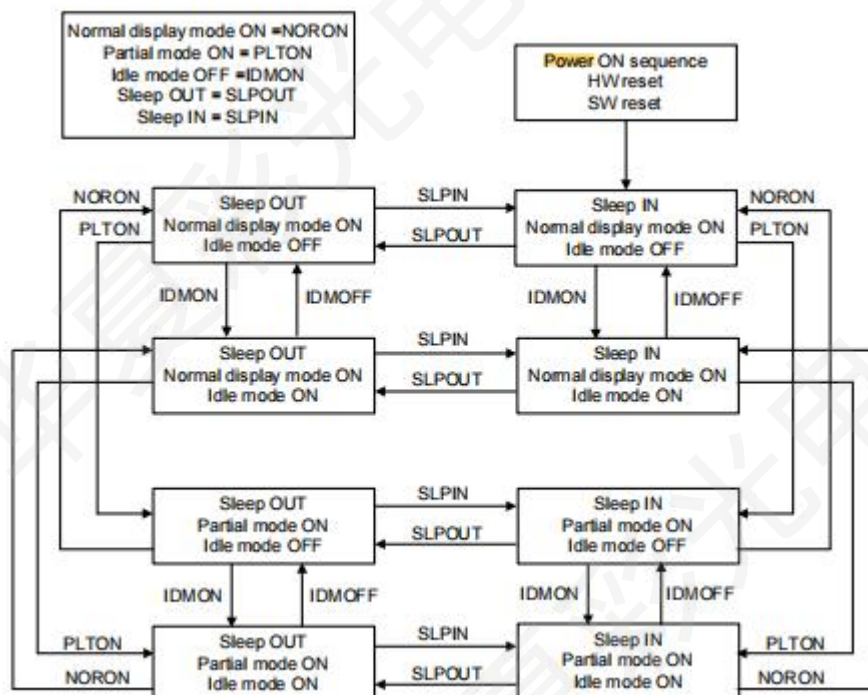 Normal display mode ON =NORON
Partial mode ON = PLTON
Idle mode OFF =IDMON
Sleep OUT = SLPOUT
Sleep IN = SLPIN
Power ON sequence
HW reset
SW reset
NORON
PLTON
Sleep OUT
Normal display mode ON
Idle mode OFF
SLPIN
SLPOUT
Sleep IN
Normal display mode ON
Idle mode OFF
NORON
PLTON
IDMON
IDMOFF
IDMON
IDMOFF
Sleep OUT
Normal display mode ON
Idle mode ON
SLPIN
SLPOUT
Sleep IN
Normal display mode ON
Idle mode ON
Sleep OUT
Partial mode ON
Idle mode OFF
SLPIN
SLPOUT
Sleep IN
Partial mode ON
Idle mode OFF
IDMON
IDMOFF
IDMON
IDMOFF
PLTON
NORON
Sleep OUT
Partial mode ON
Idle mode ON
SLPIN
SLPOUT
Sleep IN
Partial mode ON
Idle mode ON
PLTON
NORON
华夏彩光电